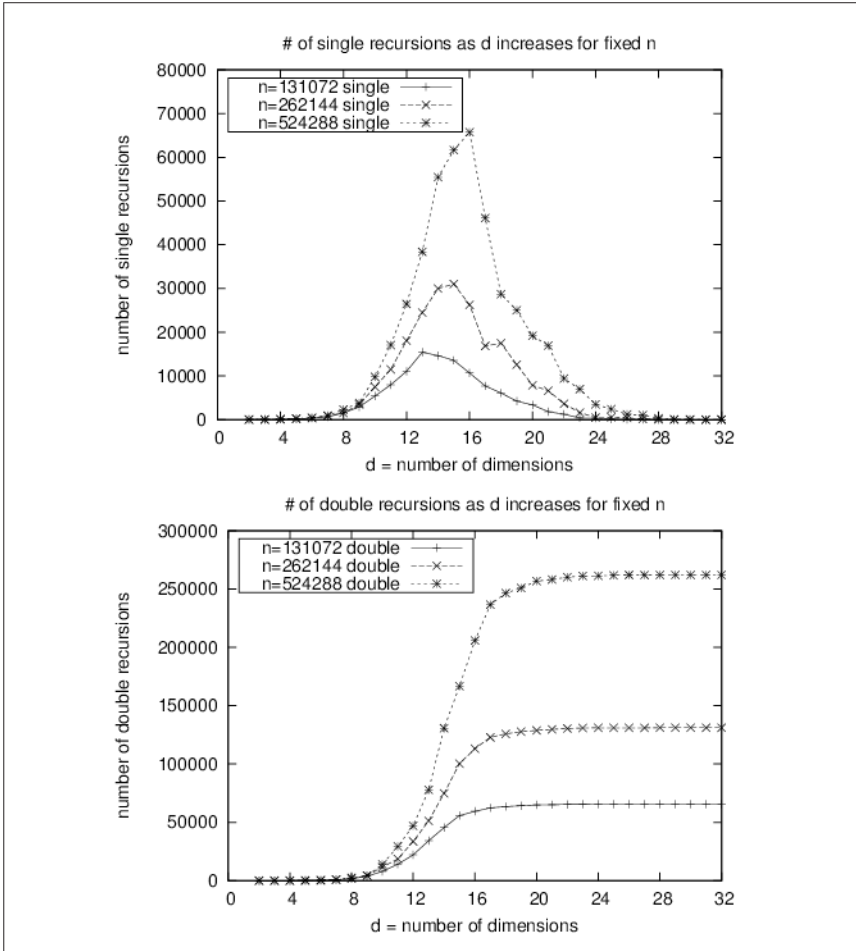 # of single recursions as d increases for fixed n
80000
70000
60000
50000
40000
30000
20000
10000
0
number of single recursions
n=131072 single
n=262144 single
n=524288 single
0 4 8 12 16 20 24 28 32
d = number of dimensions
# of double recursions as d increases for fixed n
300000
250000
200000
150000
100000
50000
0
number of double recursions
n=131072 double
n=262144 double
n=524288 double
0 4 8 12 16 20 24 28 32
d = number of dimensions